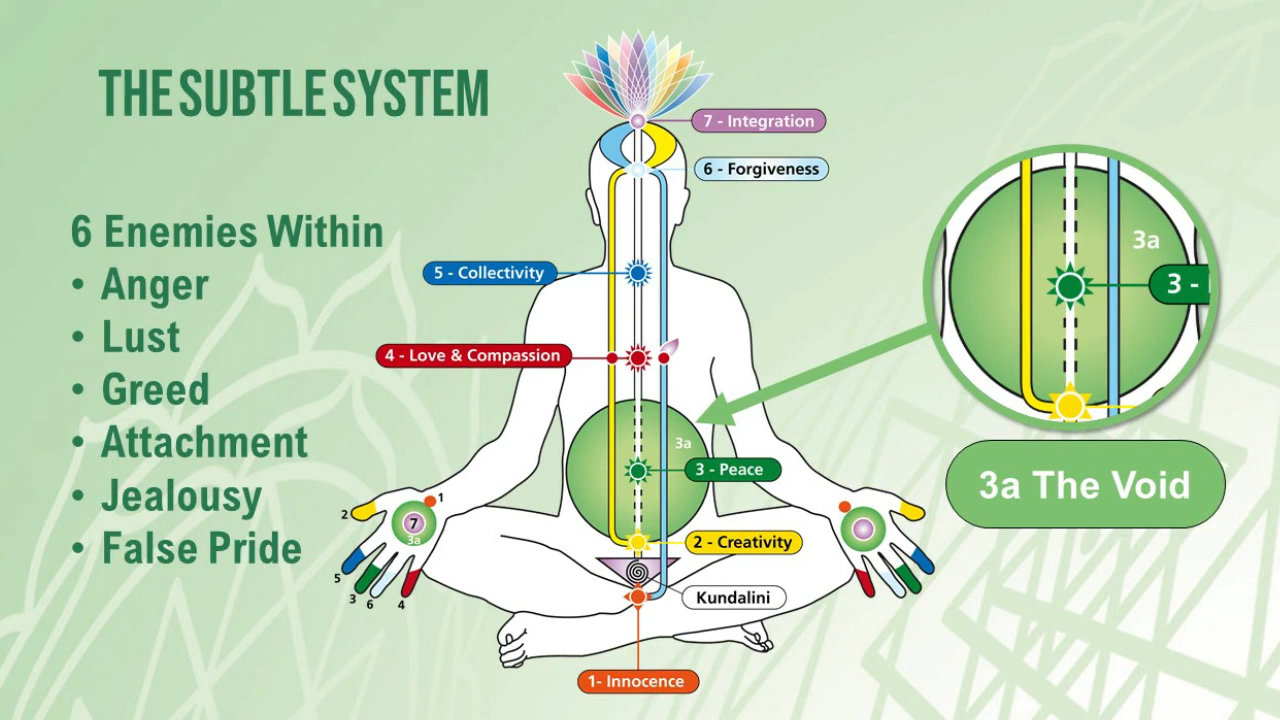 THE SUBTLE SYSTEM
6 Enemies Within
• Anger
• Lust
• Greed
• Attachment
• Jealousy
• False Pride
7 - Integration
6 - Forgiveness
5 - Collectivity
4 - Love & Compassion
3a
3 - Peace
2 - Creativity
Kundalini
1- Innocence
1
2
7
3a
5
3
6
4
3a
3 -
3a The Void